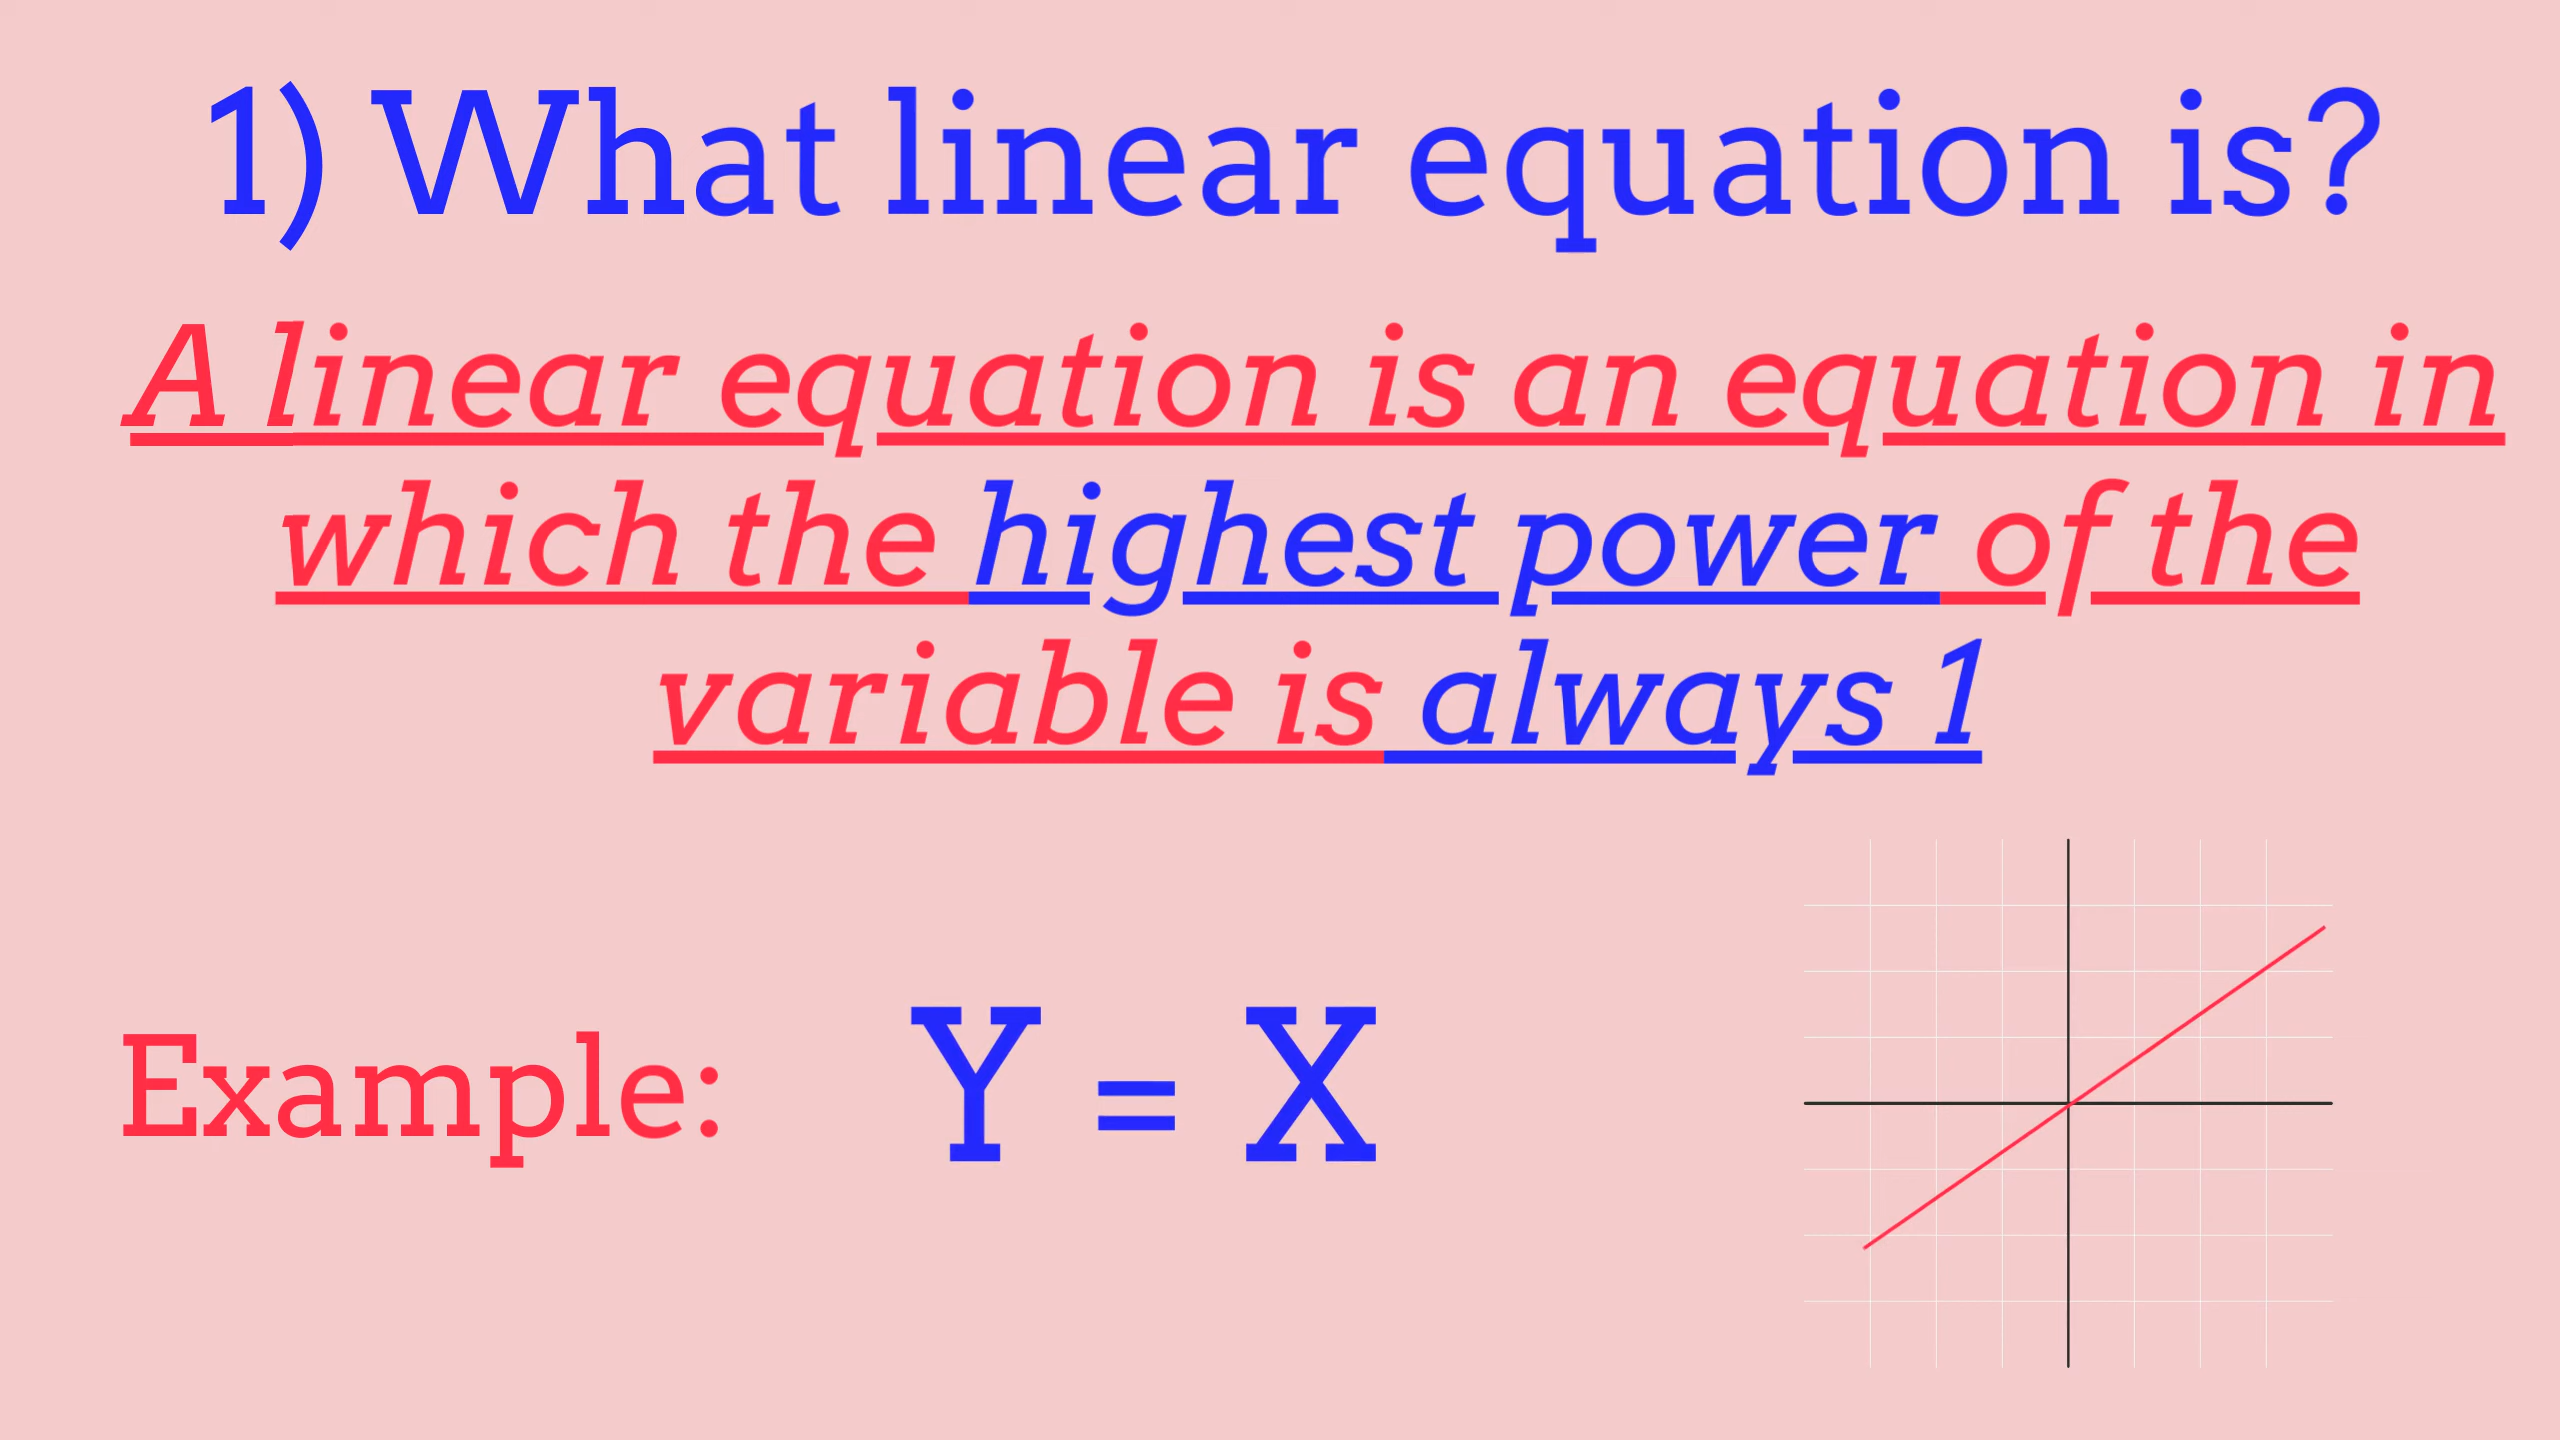 1) What linear equation is?
A linear equation is an equation in
which the highest power of the
variable is always 1
Example: Y = X